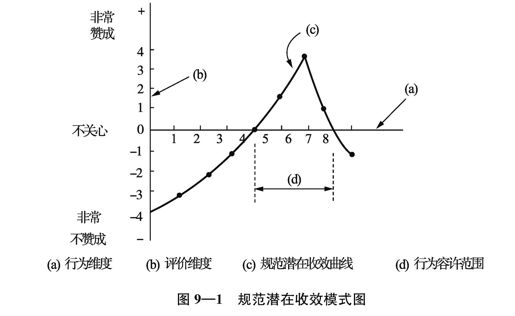 非常
赞成
+
4
3
2
1
不关心 0
-1
-2
-3
-4
非常
不赞成
-
1 2 3 4 5 6 7 8
(a)
(b)
(c)
(d)
(a) 行为维度 (b) 评价维度 (c) 规范潜在收效曲线 (d) 行为容许范围
图 9—1 规范潜在收效模式图